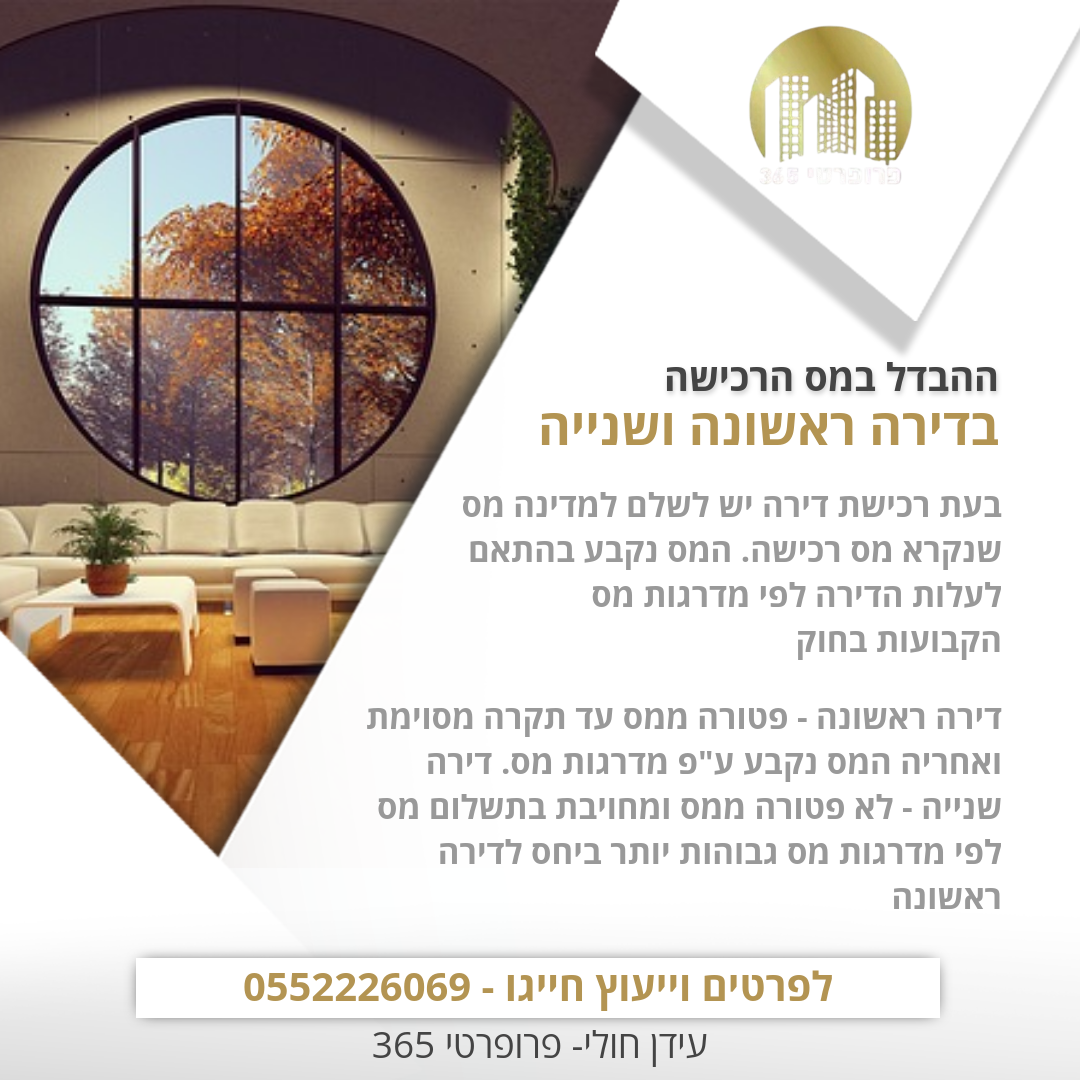 ההבדל במס הרכישה
בדירה ראשונה ושנייה
בעת רכישת דירה יש לשלם למדינה מס
שנקרא מס רכישה. המס נקבע בהתאם
לעלות הדירה לפי מדרגות מס
הקבועות בחוק
דירה ראשונה - פטורה ממס עד תקרה מסוימת
ואחריה המס נקבע ע"פ מדרגות מס. דירה
שנייה - לא פטורה ממס ומחויבת בתשלום מס
לפי מדרגות מס גבוהות יותר ביחס לדירה
ראשונה
לפרטים וייעוץ חייגו - 0552226069
עידן חולי- פרופרטי 365